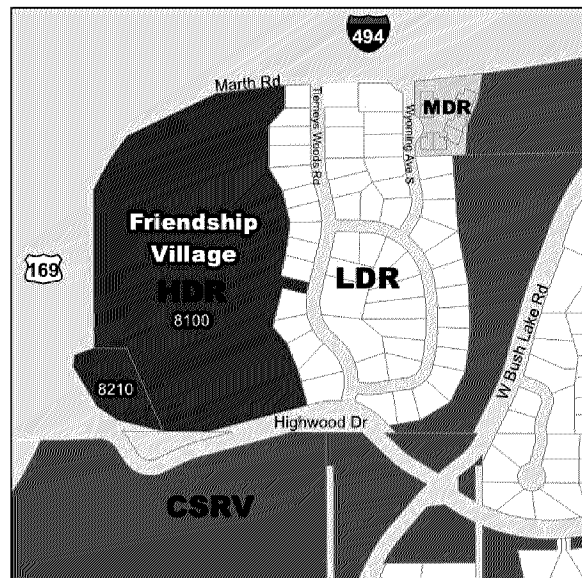 494
Marth Rd
Tierneys Woods Rd
Wyoming Ave S
MDR
Friendship
Village
HDR
8100
LDR
169
W Bush Lake Rd
8210
Highwood Dr
CSRV